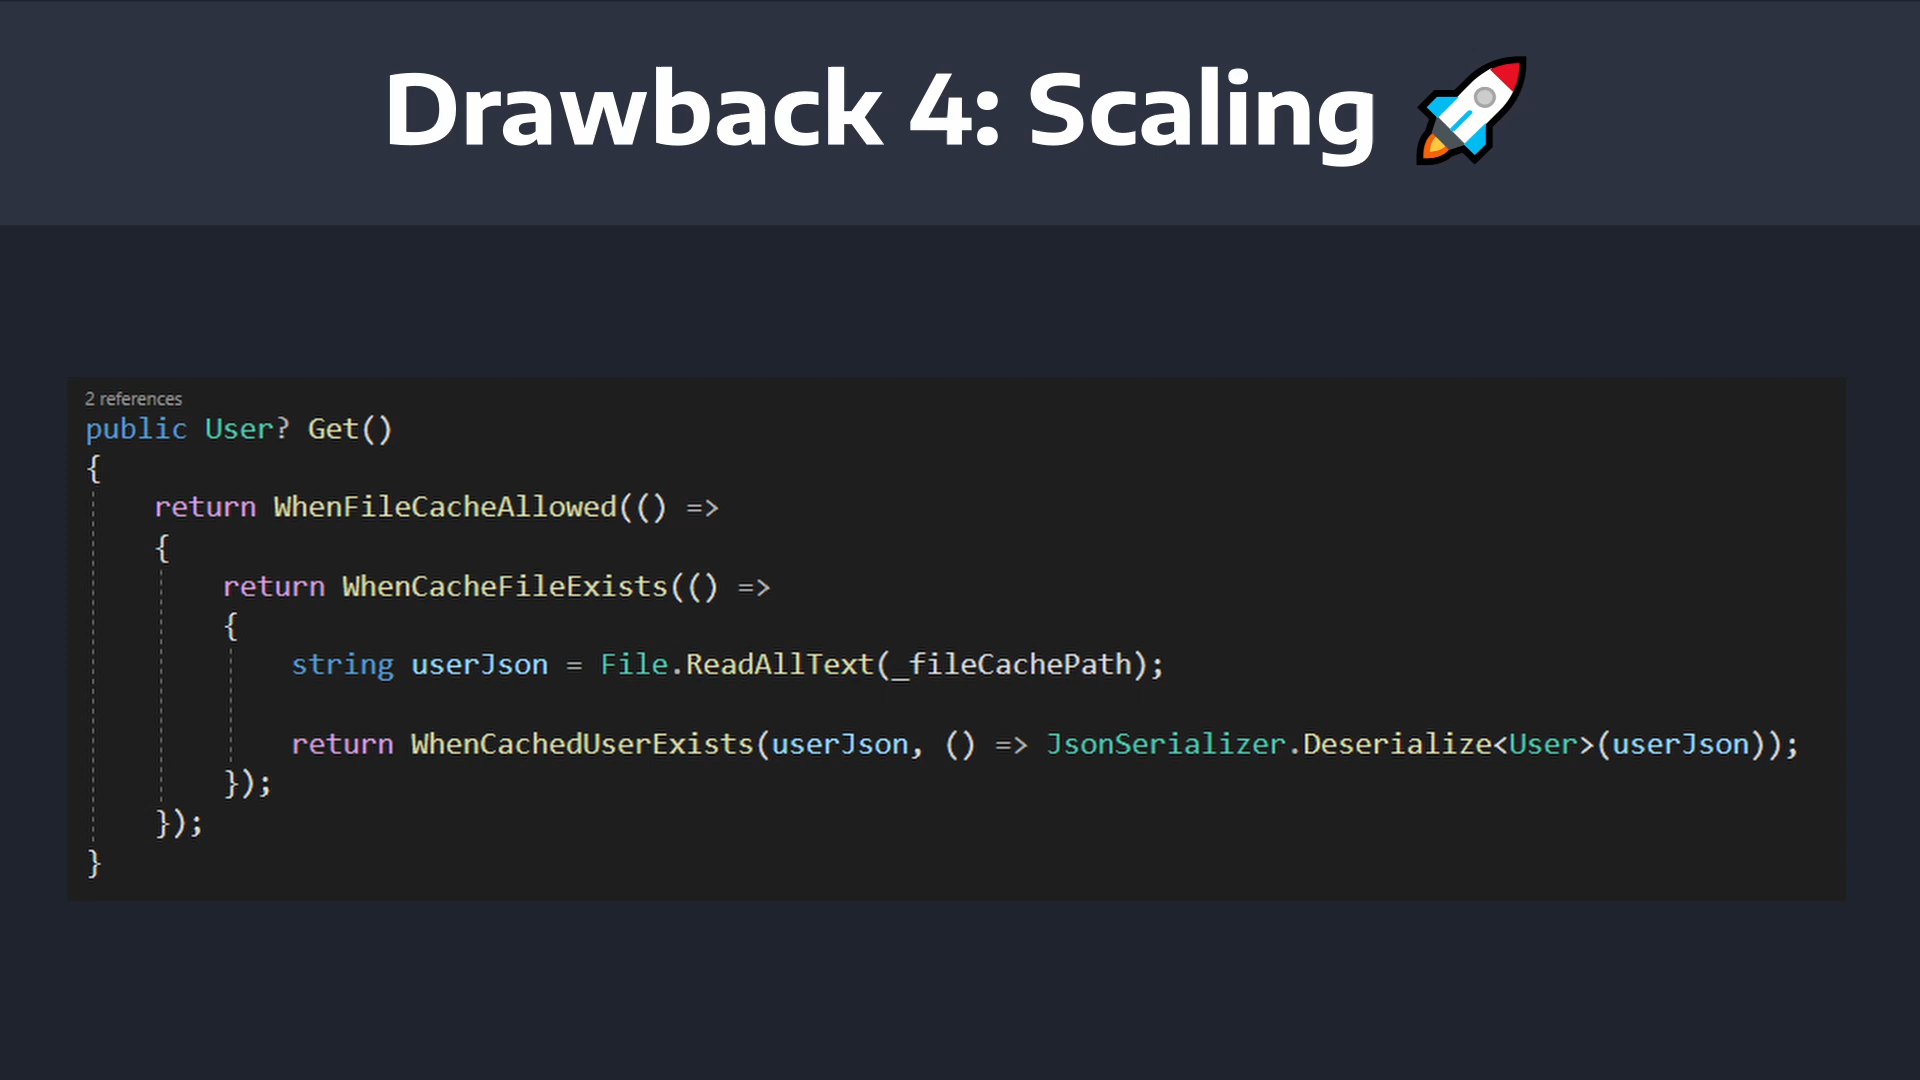 Drawback 4: Scaling 🚀
2 references
public User? Get()
{
    return WhenFileCacheAllowed(() =>
    {
        return WhenCacheFileExists(() =>
        {
            string userJson = File.ReadAllText(_fileCachePath);
            return WhenCachedUserExists(userJson, () => JsonSerializer.Deserialize<User>(userJson));
        });
    });
}